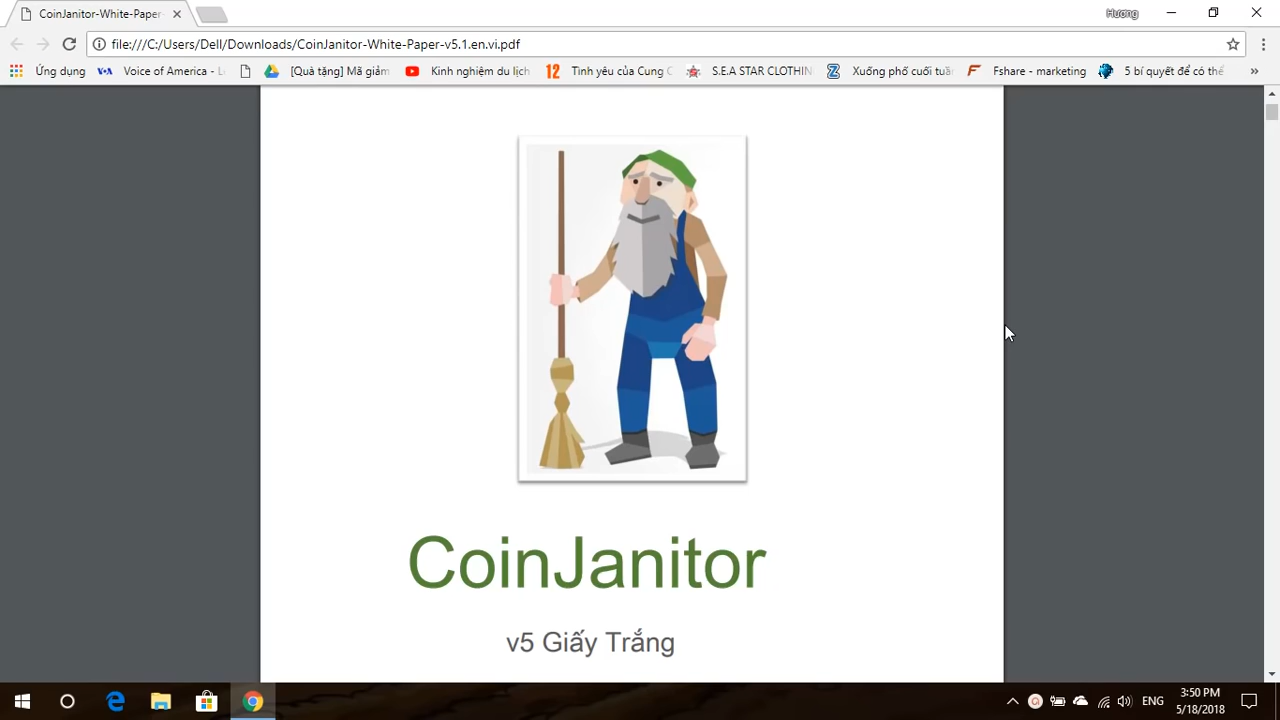 CoinJanitor-White-Paper-
Hương
file:///C:/Users/Dell/Downloads/CoinJanitor-White-Paper-v5.1.en.vi.pdf
Ứng dụng
VOA Voice of America - L
[Quà tặng] Mã giảm
Kinh nghiệm du lịch
12 Tình yêu của Cung
S.E.A STAR CLOTHIN
Z Xuống phố cuối tuần
F Fshare - marketing
5 bí quyết để có thể
»
CoinJanitor
v5 Giấy Trắng
ENG
3:50 PM
5/18/2018